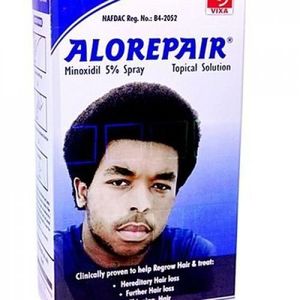 NAFDAC Reg. No.: B4-2052
VIXA
ALOREPAIR®
Minoxidil 5% Spray Topical Solution
Clinically proven to help Regrow Hair & treat:
Hereditary Hair loss
• Further Hair loss
Hair